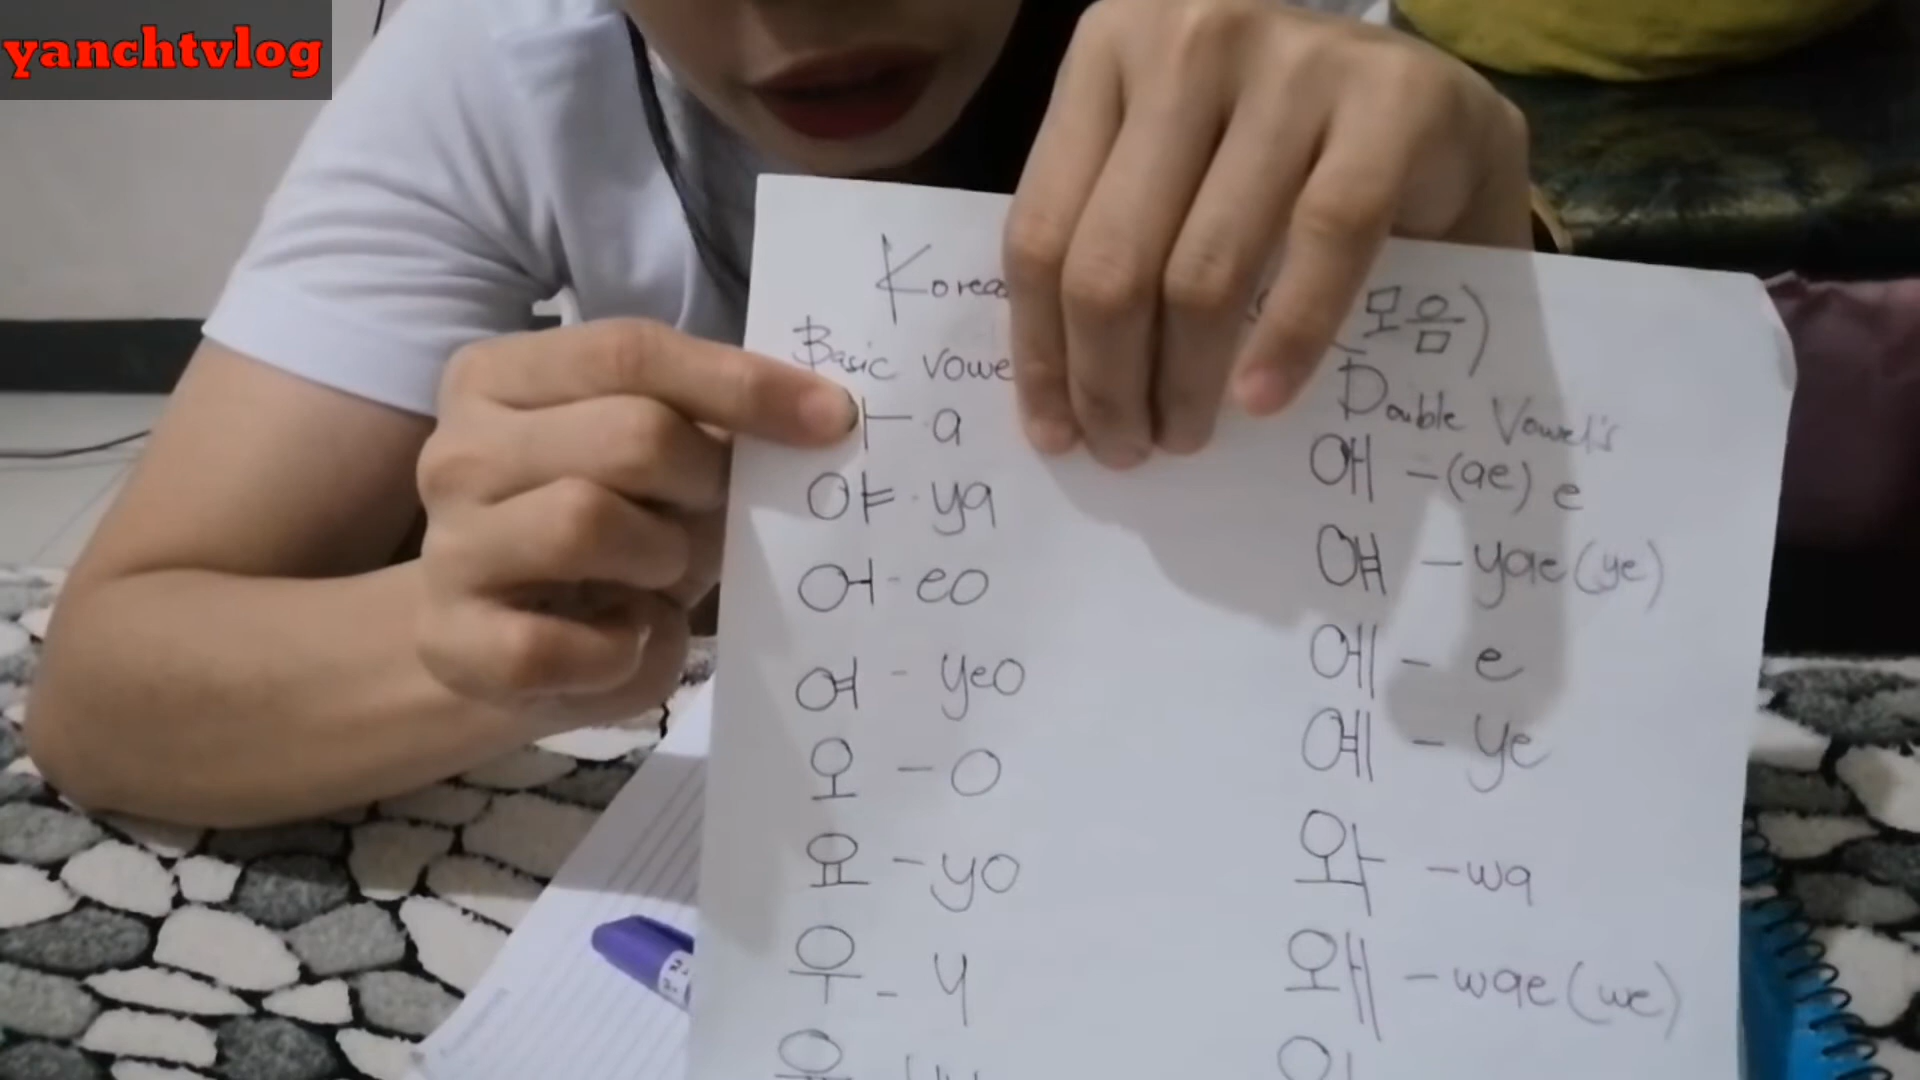 yanchtvlog
Korea
모음)
Basic Vowe
ㅏ a
야 - ya
어 - eo
여 - yeo
오 - o
요 - yo
우 - y
Double Vowel's
애 - (ae) e
얘 - yae (ye)
에 - e
예 - ye
와 - wa
왜 - wae (we)